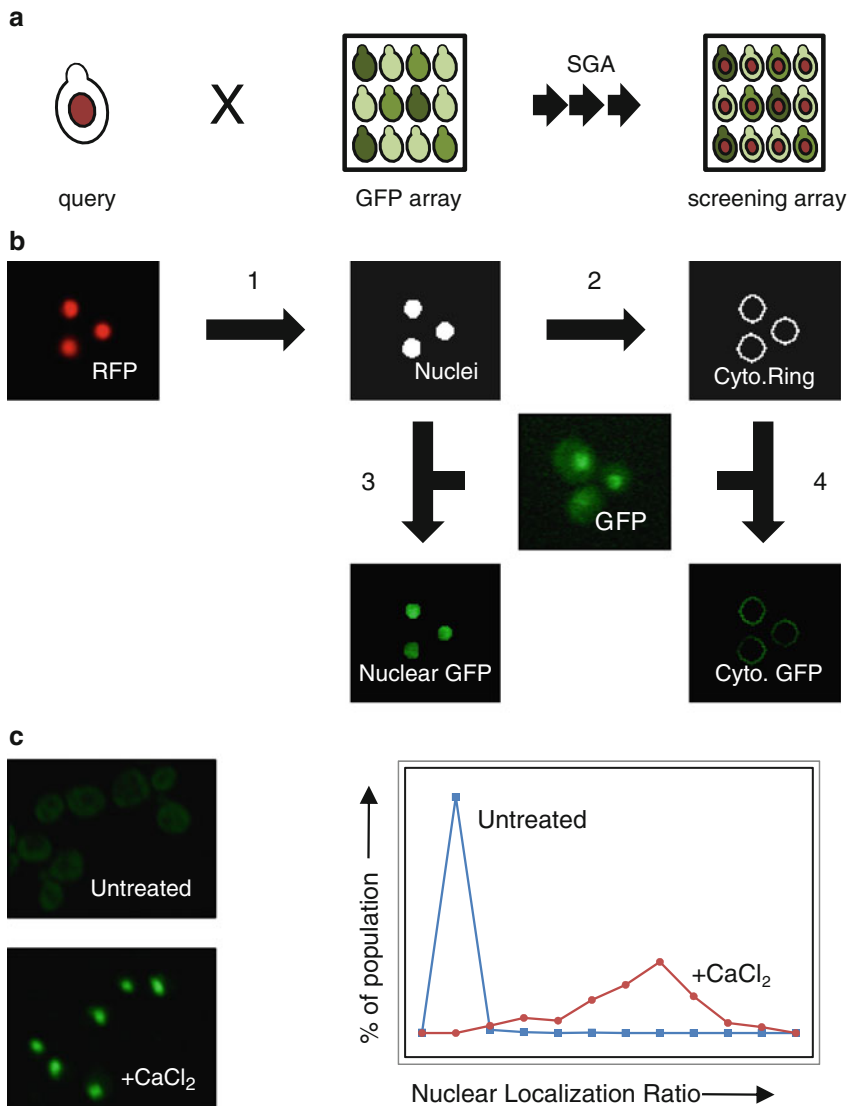 a
X
SGA
query
GFP array
screening array
b
1
2
RFP
Nuclei
Cyto.Ring
3
GFP
4
Nuclear GFP
Cyto. GFP
c
Untreated
+CaCl₂
% of population
Untreated
+CaCl₂
Nuclear Localization Ratio